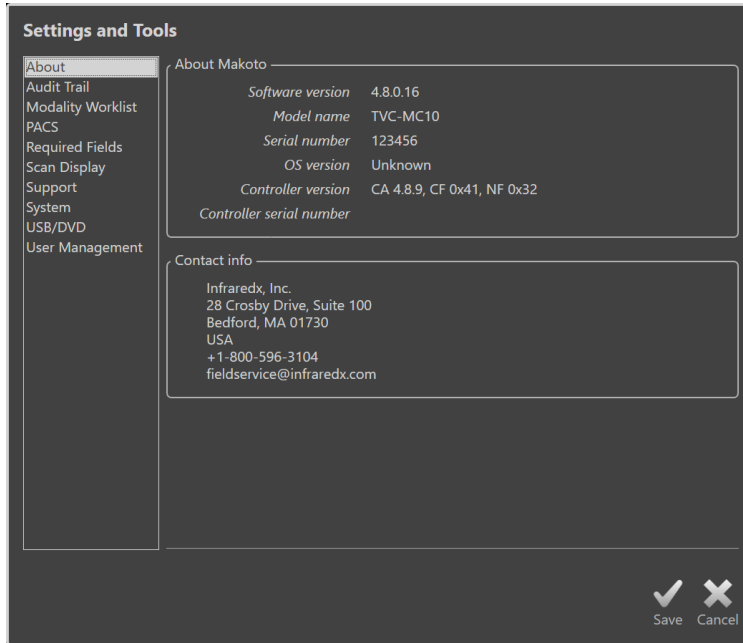 Settings and Tools
About
Audit Trail
Modality Worklist
PACS
Required Fields
Scan Display
Support
System
USB/DVD
User Management
About Makoto
Software version 4.8.0.16
Model name TVC-MC10
Serial number 123456
OS version Unknown
Controller version CA 4.8.9, CF 0x41, NF 0x32
Controller serial number
Contact info
Infraredx, Inc.
28 Crosby Drive, Suite 100
Bedford, MA 01730
USA
+1-800-596-3104
fieldservice@infraredx.com
Save Cancel